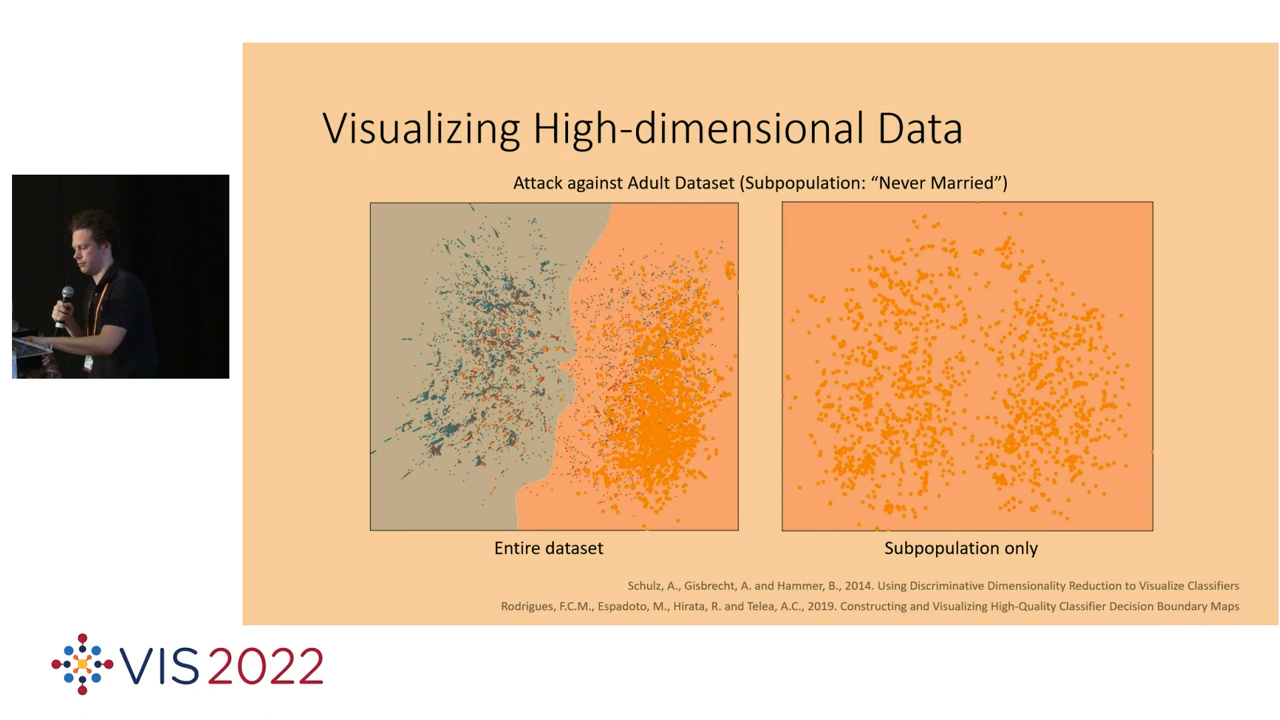 Visualizing High-dimensional Data
Attack against Adult Dataset (Subpopulation: “Never Married”)
Entire dataset
Subpopulation only
Schulz, A., Gisbrecht, A. and Hammer, B., 2014. Using Discriminative Dimensionality Reduction to Visualize Classifiers
Rodrigues, F.C.M., Espadoto, M., Hirata, R. and Telea, A.C., 2019. Constructing and Visualizing High-Quality Classifier Decision Boundary Maps
VIS2022